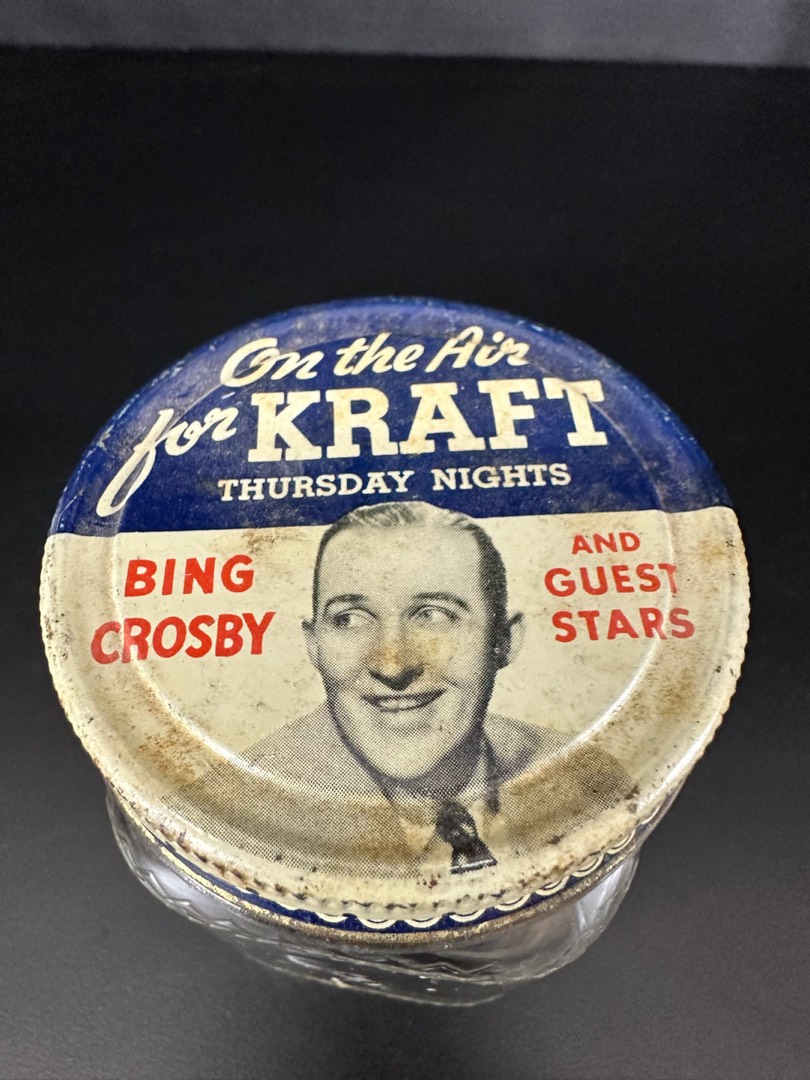 On the Air
for KRAFT
THURSDAY NIGHTS
BING
CROSBY
AND
GUEST
STARS